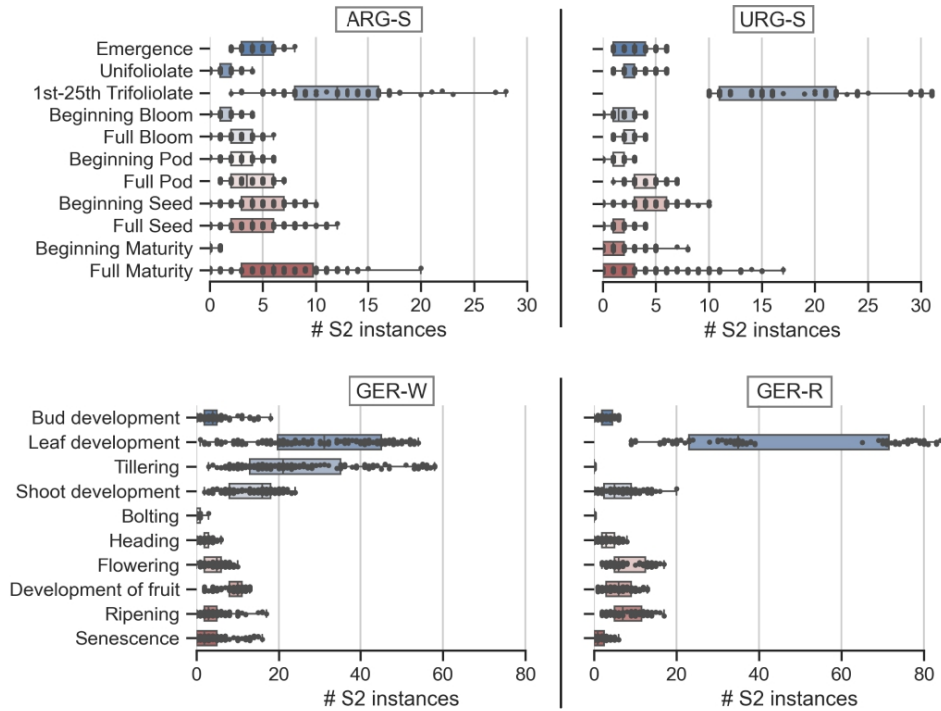 ARG-S
URG-S
Emergence
Unifoliolate
1st-25th Trifoliolate
Beginning Bloom
Full Bloom
Beginning Pod
Full Pod
Beginning Seed
Full Seed
Beginning Maturity
Full Maturity
0 5 10 15 20 25 30
0 5 10 15 20 25 30
# S2 instances
# S2 instances
GER-W
GER-R
Bud development
Leaf development
Tillering
Shoot development
Bolting
Heading
Flowering
Development of fruit
Ripening
Senescence
0 20 40 60 80
0 20 40 60 80
# S2 instances
# S2 instances